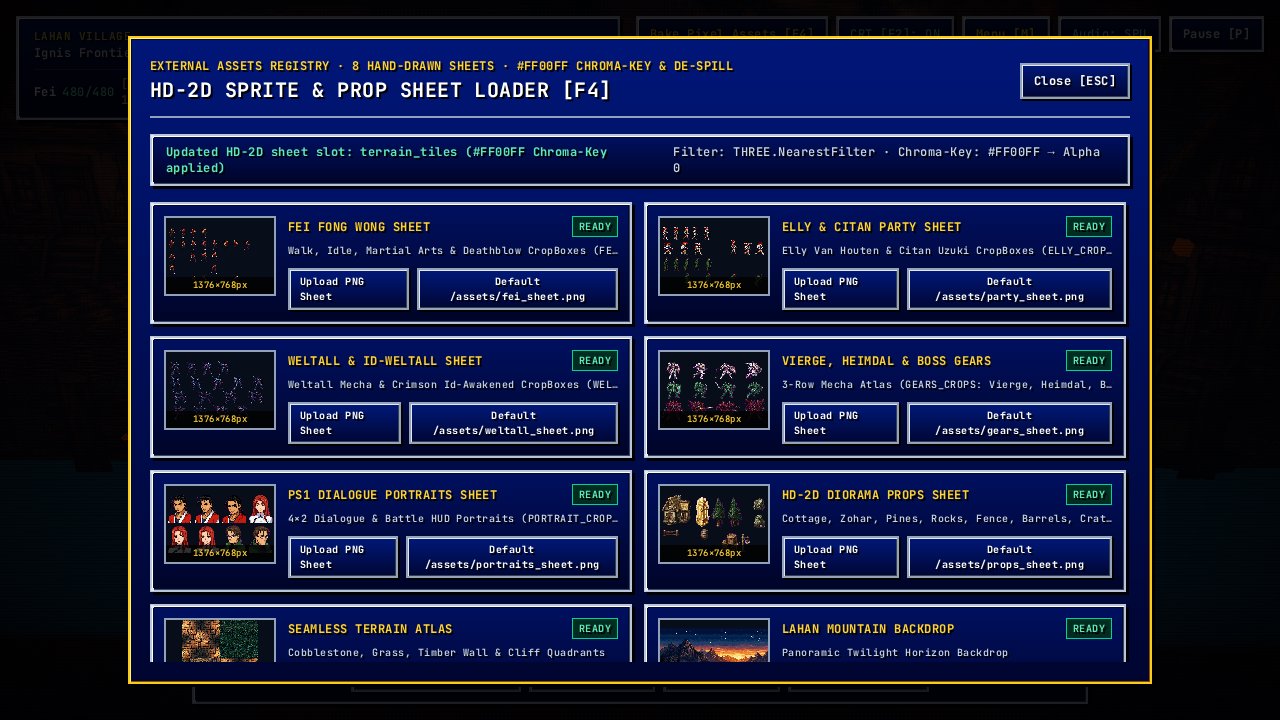 LAHAN VILLAGE
Ignis Frontie
Fei 480/480
Bake Pixel Assets [F4]
CRT [F2]: ON
Menu [M]
Audio: SPU
Pause [P]
EXTERNAL ASSETS REGISTRY · 8 HAND-DRAWN SHEETS · #FF00FF CHROMA-KEY & DE-SPILL
HD-2D SPRITE & PROP SHEET LOADER [F4]
Close [ESC]
Updated HD-2D sheet slot: terrain_tiles (#FF00FF Chroma-Key
applied)
Filter: THREE.NearestFilter · Chroma-Key: #FF00FF → Alpha
0
1376×768px
FEI FONG WONG SHEET
READY
Walk, Idle, Martial Arts & Deathblow CropBoxes (FE…
Upload PNG
Sheet
Default
/assets/fei_sheet.png
1376×768px
ELLY & CITAN PARTY SHEET
READY
Elly Van Houten & Citan Uzuki CropBoxes (ELLY_CROP…
Upload PNG
Sheet
Default
/assets/party_sheet.png
1376×768px
WELTALL & ID-WELTALL SHEET
READY
Weltall Mecha & Crimson Id-Awakened CropBoxes (WEL…
Upload PNG
Sheet
Default
/assets/weltall_sheet.png
1376×768px
VIERGE, HEIMDAL & BOSS GEARS
READY
3-Row Mecha Atlas (GEARS_CROPS: Vierge, Heimdal, B…
Upload PNG
Sheet
Default
/assets/gears_sheet.png
1376×768px
PS1 DIALOGUE PORTRAITS SHEET
READY
4×2 Dialogue & Battle HUD Portraits (PORTRAIT_CROP…
Upload PNG
Sheet
Default
/assets/portraits_sheet.png
1376×768px
HD-2D DIORAMA PROPS SHEET
READY
Cottage, Zohar, Pines, Rocks, Fence, Barrels, Crat…
Upload PNG
Sheet
Default
/assets/props_sheet.png
SEAMLESS TERRAIN ATLAS
READY
Cobblestone, Grass, Timber Wall & Cliff Quadrants
LAHAN MOUNTAIN BACKDROP
READY
Panoramic Twilight Horizon Backdrop